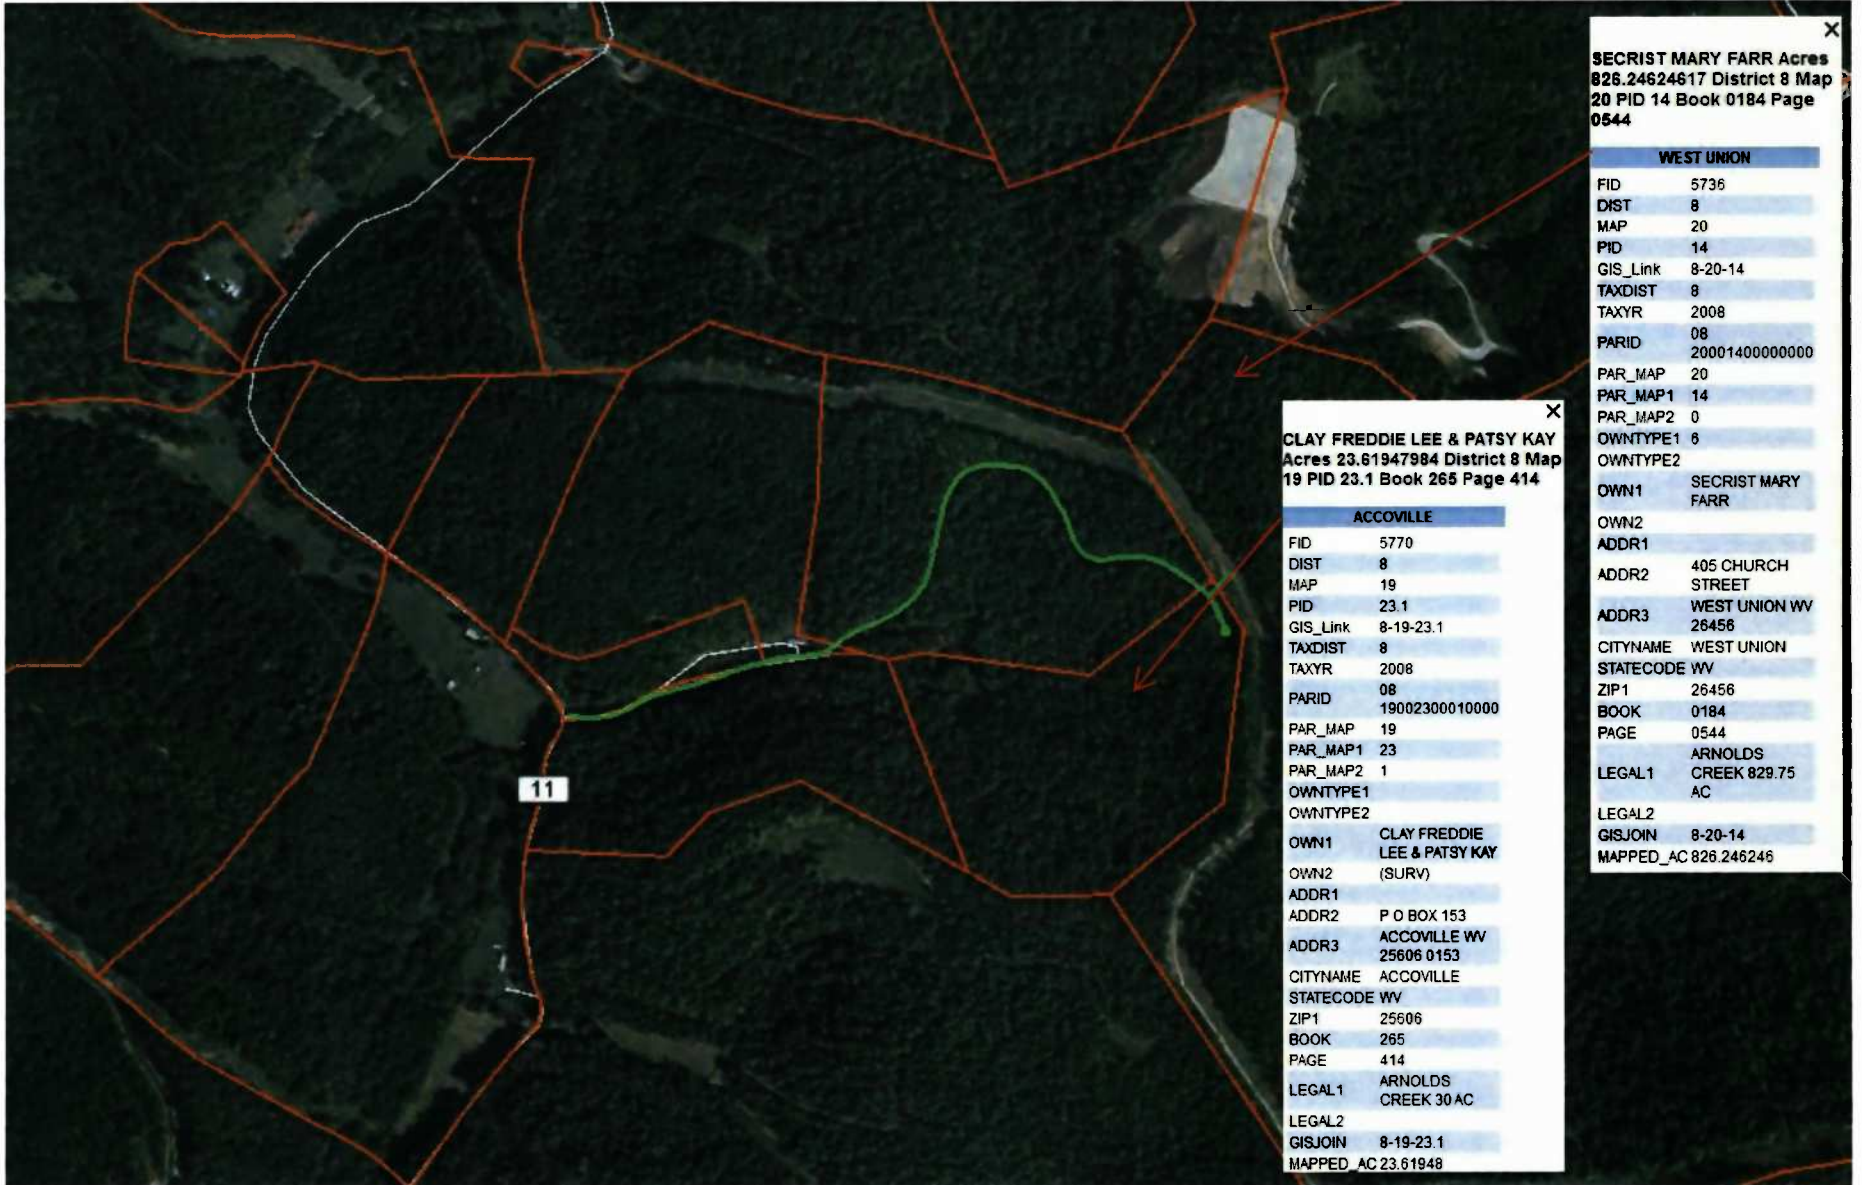 SECRIST MARY FARR Acres
826.24624617 District 8 Map
20 PID 14 Book 0184 Page
0544
WEST UNION
FID 5736
DIST 8
MAP 20
PID 14
GIS_Link 8-20-14
TAXDIST 8
TAXYR 2008
PARID 08
20001400000000
PAR_MAP 20
PAR_MAP1 14
PAR_MAP2 0
OWNTYPE1 6
OWNTYPE2
OWN1 SECRIST MARY
FARR
OWN2
ADDR1
ADDR2 405 CHURCH
STREET
ADDR3 WEST UNION WV
26456
CITYNAME WEST UNION
STATECODE WV
ZIP1 26456
BOOK 0184
PAGE 0544
LEGAL1 ARNOLDS
CREEK 829.75
AC
LEGAL2
GISJOIN 8-20-14
MAPPED_AC 826.246246
CLAY FREDDIE LEE & PATSY KAY
Acres 23.61947984 District 8 Map
19 PID 23.1 Book 265 Page 414
ACCOVILLE
FID 5770
DIST 8
MAP 19
PID 23.1
GIS_Link 8-19-23.1
TAXDIST 8
TAXYR 2008
PARID 08
19002300010000
PAR_MAP 19
PAR_MAP1 23
PAR_MAP2 1
OWNTYPE1
OWNTYPE2
OWN1 CLAY FREDDIE
LEE & PATSY KAY
OWN2 (SURV)
ADDR1
ADDR2 P O BOX 153
ADDR3 ACCOVILLE WV
25606 0153
CITYNAME ACCOVILLE
STATECODE WV
ZIP1 25606
BOOK 265
PAGE 414
LEGAL1 ARNOLDS
CREEK 30 AC
LEGAL2
GISJOIN 8-19-23.1
MAPPED_AC 23.61948
11